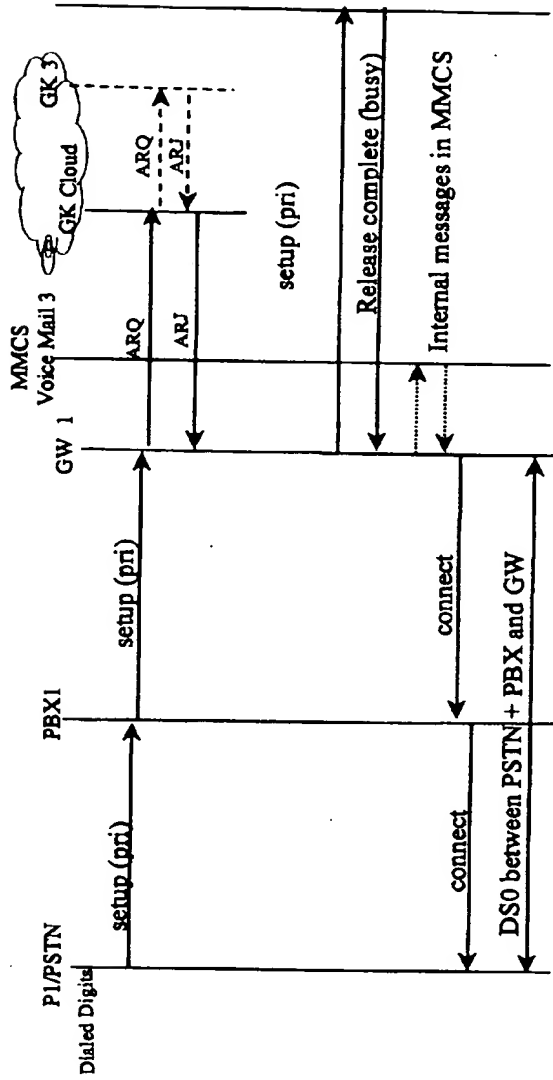 P1/PSTN
Dialed Digits
PBX1
GW 1
MMCS
Voice Mail 3
GK Cloud
GK 3
setup (pri)
setup (pri)
ARQ
ARQ
ARJ
ARJ
setup (pri)
Release complete (busy)
Internal messages in MMCS
connect
connect
DS0 between PSTN + PBX and GW